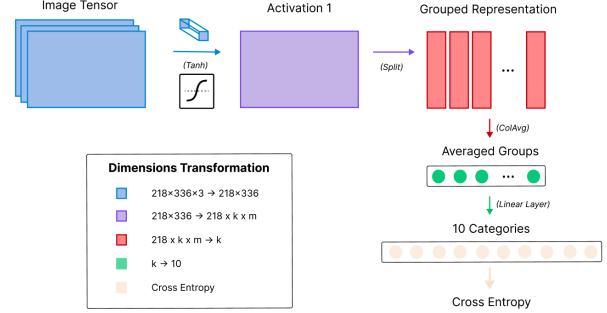 Image Tensor
Activation 1
Grouped Representation
(Tanh)
(Split)
...
(ColAvg)
Averaged Groups
...
(Linear Layer)
10 Categories
Cross Entropy
Dimensions Transformation
218×336×3 → 218×336
218×336 → 218 x k x m
218 x k x m → k
k → 10
Cross Entropy